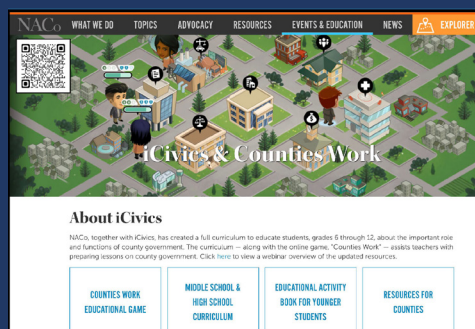 NACo WHAT WE DO TOPICS ADVOCACY RESOURCES EVENTS & EDUCATION NEWS EXPLORER
iCivics & Counties Work
About iCivics
NACo, together with iCivics, has created a full curriculum to educate students, grades 6 through 12, about the important role
and functions of county government. The curriculum — along with the online game, "Counties Work" — assists teachers with
preparing lessons on county government. Click here to view a webinar overview of the updated resources.
COUNTIES WORK
EDUCATIONAL GAME
MIDDLE SCHOOL &
HIGH SCHOOL
CURRICULUM
EDUCATIONAL ACTIVITY
BOOK FOR YOUNGER
STUDENTS
RESOURCES FOR
COUNTIES